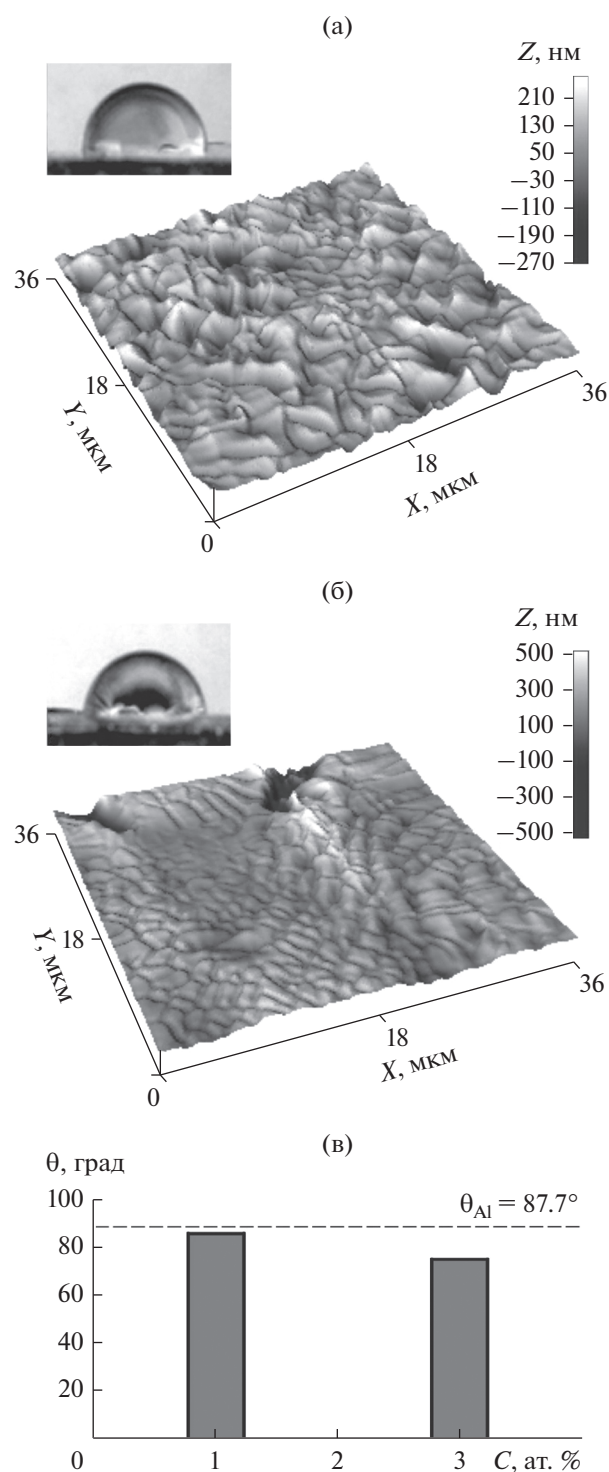 (а)
Z, нм
210
130
50
−30
−110
−190
−270
36
18
Y, мкм
0
18
X, мкм
36
(б)
Z, нм
500
300
100
−100
−300
−500
36
18
Y, мкм
0
18
X, мкм
36
(в)
θ, град
100
80
60
40
20
0
θAl = 87.7°
1
2
3
C, ат. %